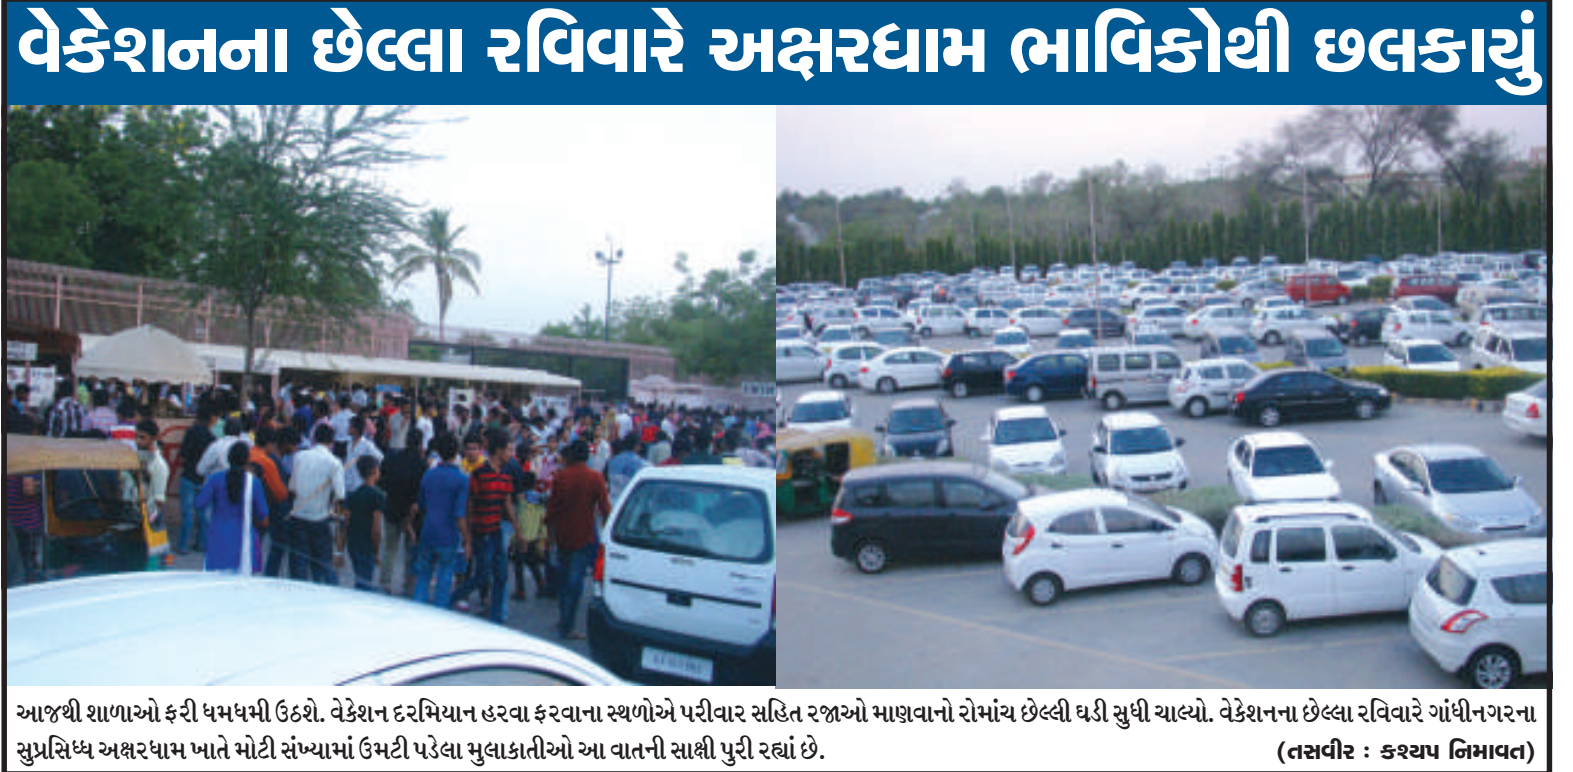 વેકેશનના છેલ્લા રવિવારે અક્ષરધામ ભાવિકોથી છલકાયું
આજથી શાળાઓ ફરી ધમધમી ઉઠશે. વેકેશન દરમિયાન હરવા ફરવાના સ્થળોએ પરીવાર સહિત રજાઓ માણવાનો રોમાંચ છેલ્લી ઘડી સુધી ચાલ્યો. વેકેશનના છેલ્લા રવિવારે ગાંધીનગરના
સુપ્રસિધ્ધ અક્ષરધામ ખાતે મોટી સંખ્યામાં ઉમટી પડેલા મુલાકાતીઓ આ વાતની સાક્ષી પુરી રહ્યાં છે. (તસવીર : કશ્યપ નિમાવત)